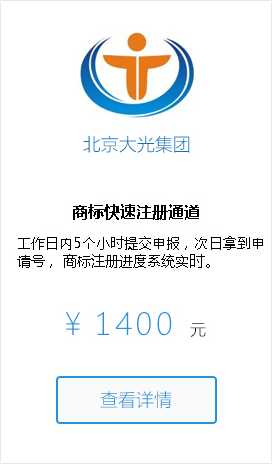 北京大光集团
商标快速注册通道
工作日内5个小时提交申报，次日拿到申
请号， 商标注册进度系统实时。
¥ 1400 元
查看详情